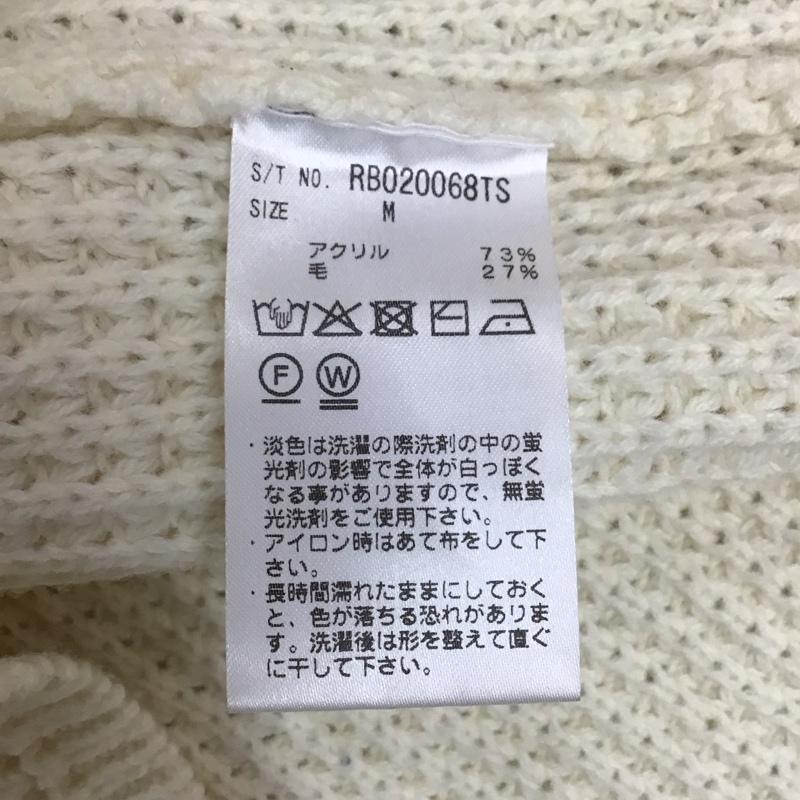 S/T NO. RB020068TS
SIZE M
アクリル 73%
毛 27%
F W
・淡色は洗濯の際洗剤の中の蛍
光剤の影響で全体が白っぽく
なる事がありますので、無蛍
光洗剤をご使用下さい。
・アイロン時はあて布をして下
さい。
・長時間濡れたままにしておく
と、色が落ちる恐れがありま
す。洗濯後は形を整えて直ぐ
に干して下さい。